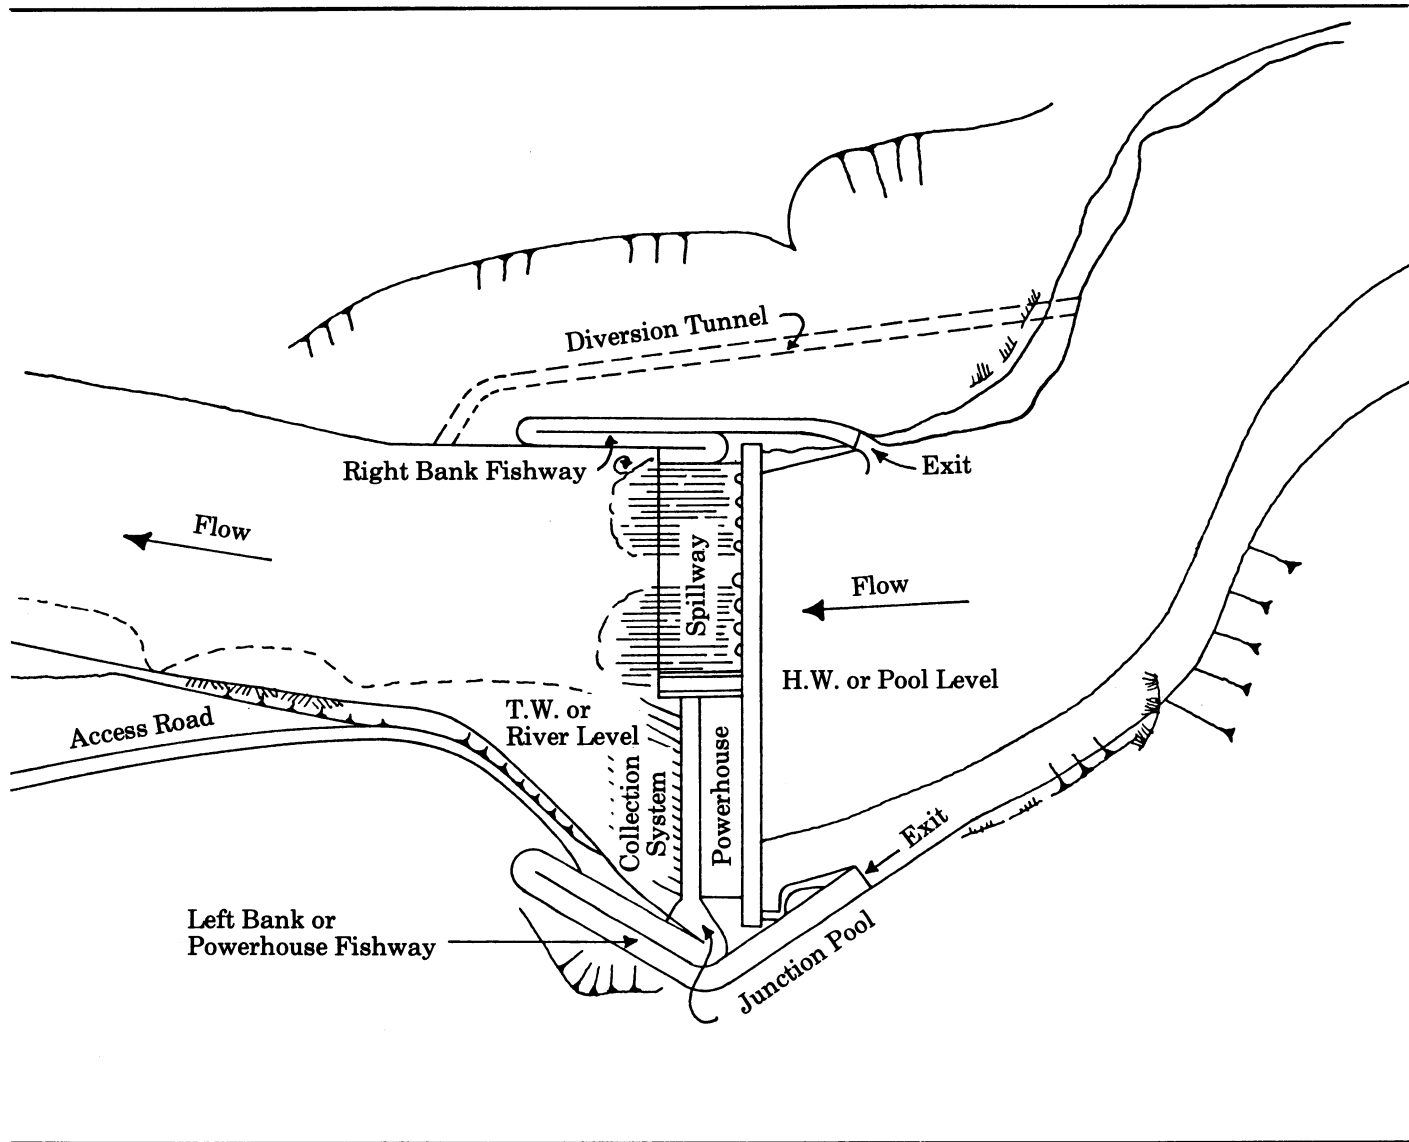 Diversion Tunnel
Right Bank Fishway
Exit
Flow
Spillway
Flow
H.W. or Pool Level
T.W. or
River Level
Access Road
Collection
System
Powerhouse
Exit
Left Bank or
Powerhouse Fishway
Junction Pool